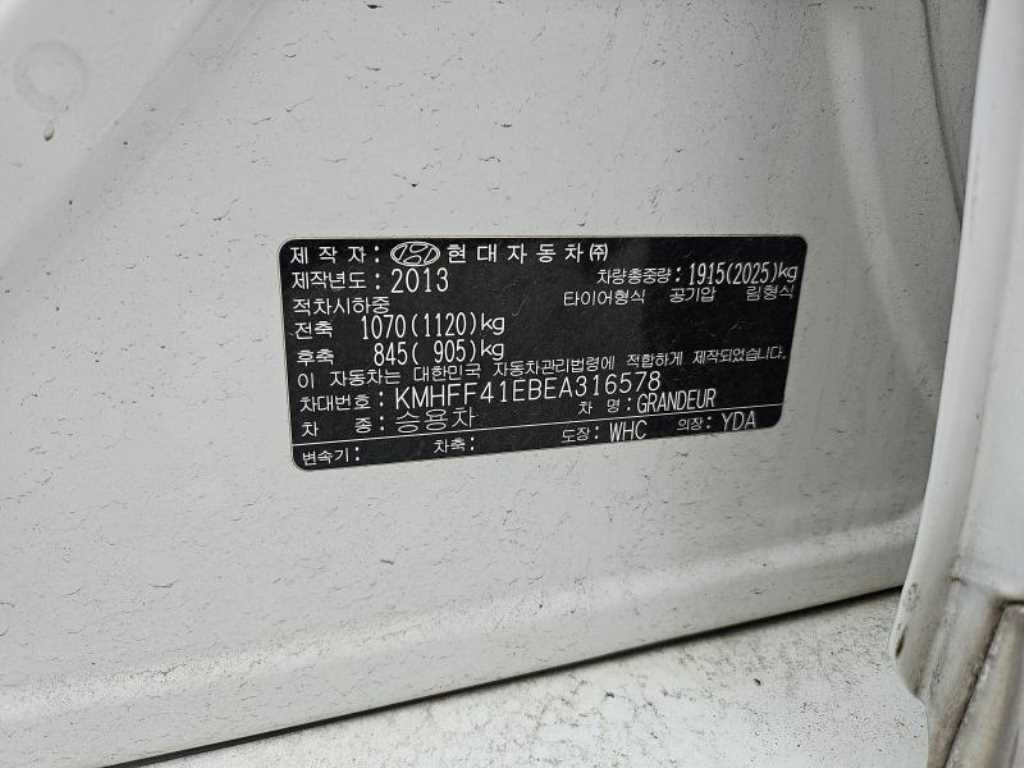 제 작 자 : 현대자동차㈜
제작년도 : 2013 차량총중량 : 1915(2025)kg
적차시하중 타이어형식 공기압 림형식
전축 1070(1120)kg
후축 845( 905)kg
이 자동차는 대한민국 자동차관리법령에 적합하게 제작되었습니다.
차대번호 : KMHFF41EBEA316578
차 종 : 승용차 차 명 : GRANDEUR
변속기 : 차축 : 도장 : WHC 의장 : YDA